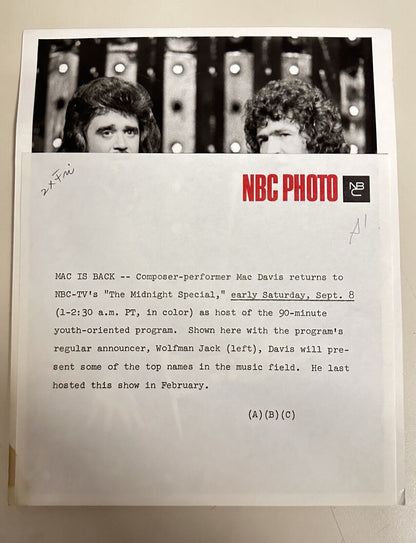 2x Fri
NBC PHOTO NBC
A1
MAC IS BACK -- Composer-performer Mac Davis returns to
NBC-TV's "The Midnight Special," early Saturday, Sept. 8
(1-2:30 a.m. PT, in color) as host of the 90-minute
youth-oriented program. Shown here with the program's
regular announcer, Wolfman Jack (left), Davis will pre-
sent some of the top names in the music field. He last
hosted this show in February.
(A)(B)(C)